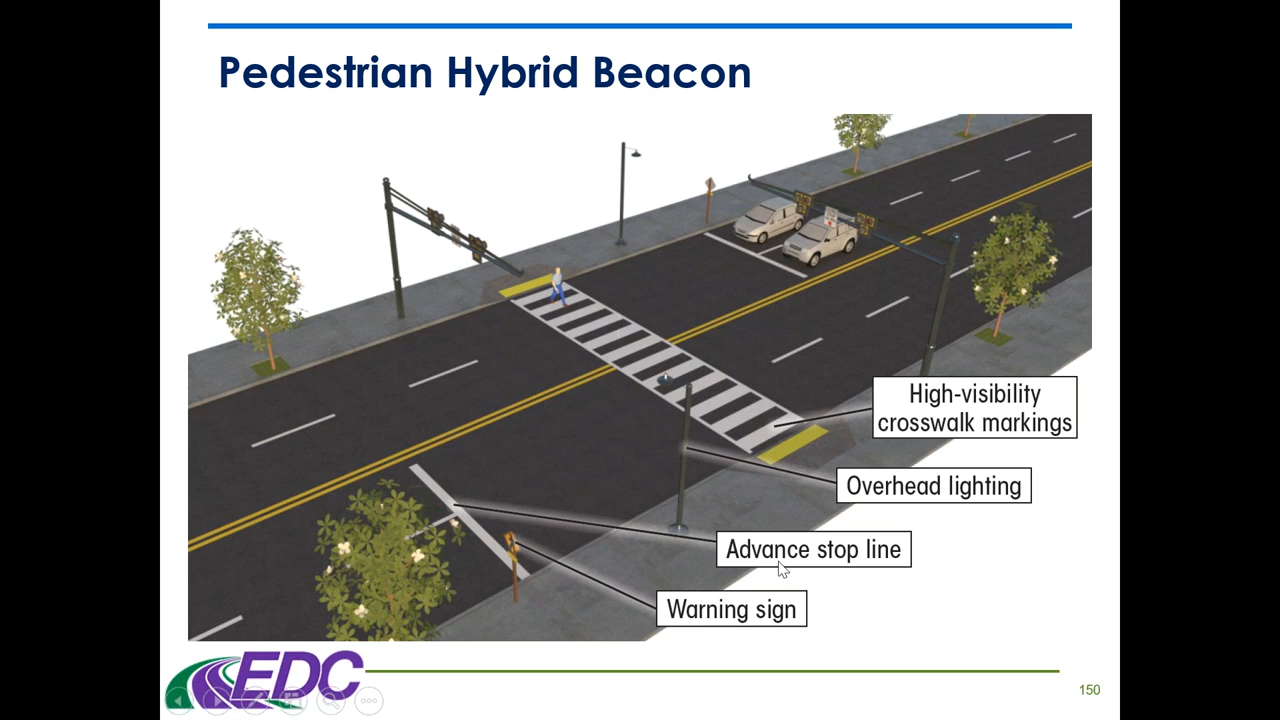 Pedestrian Hybrid Beacon
High-visibility
crosswalk markings
Overhead lighting
Advance stop line
Warning sign
EDC
150